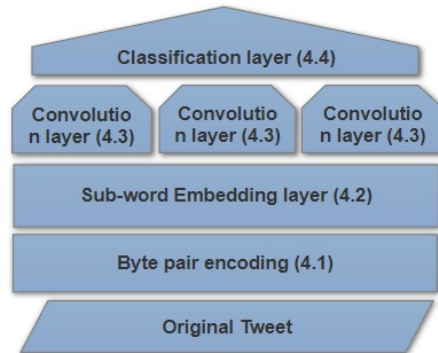 Classification layer (4.4)
Convolutio
n layer (4.3)
Convolutio
n layer (4.3)
Convolutio
n layer (4.3)
Sub-word Embedding layer (4.2)
Byte pair encoding (4.1)
Original Tweet